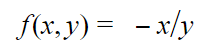 f(x, y) = − x/y